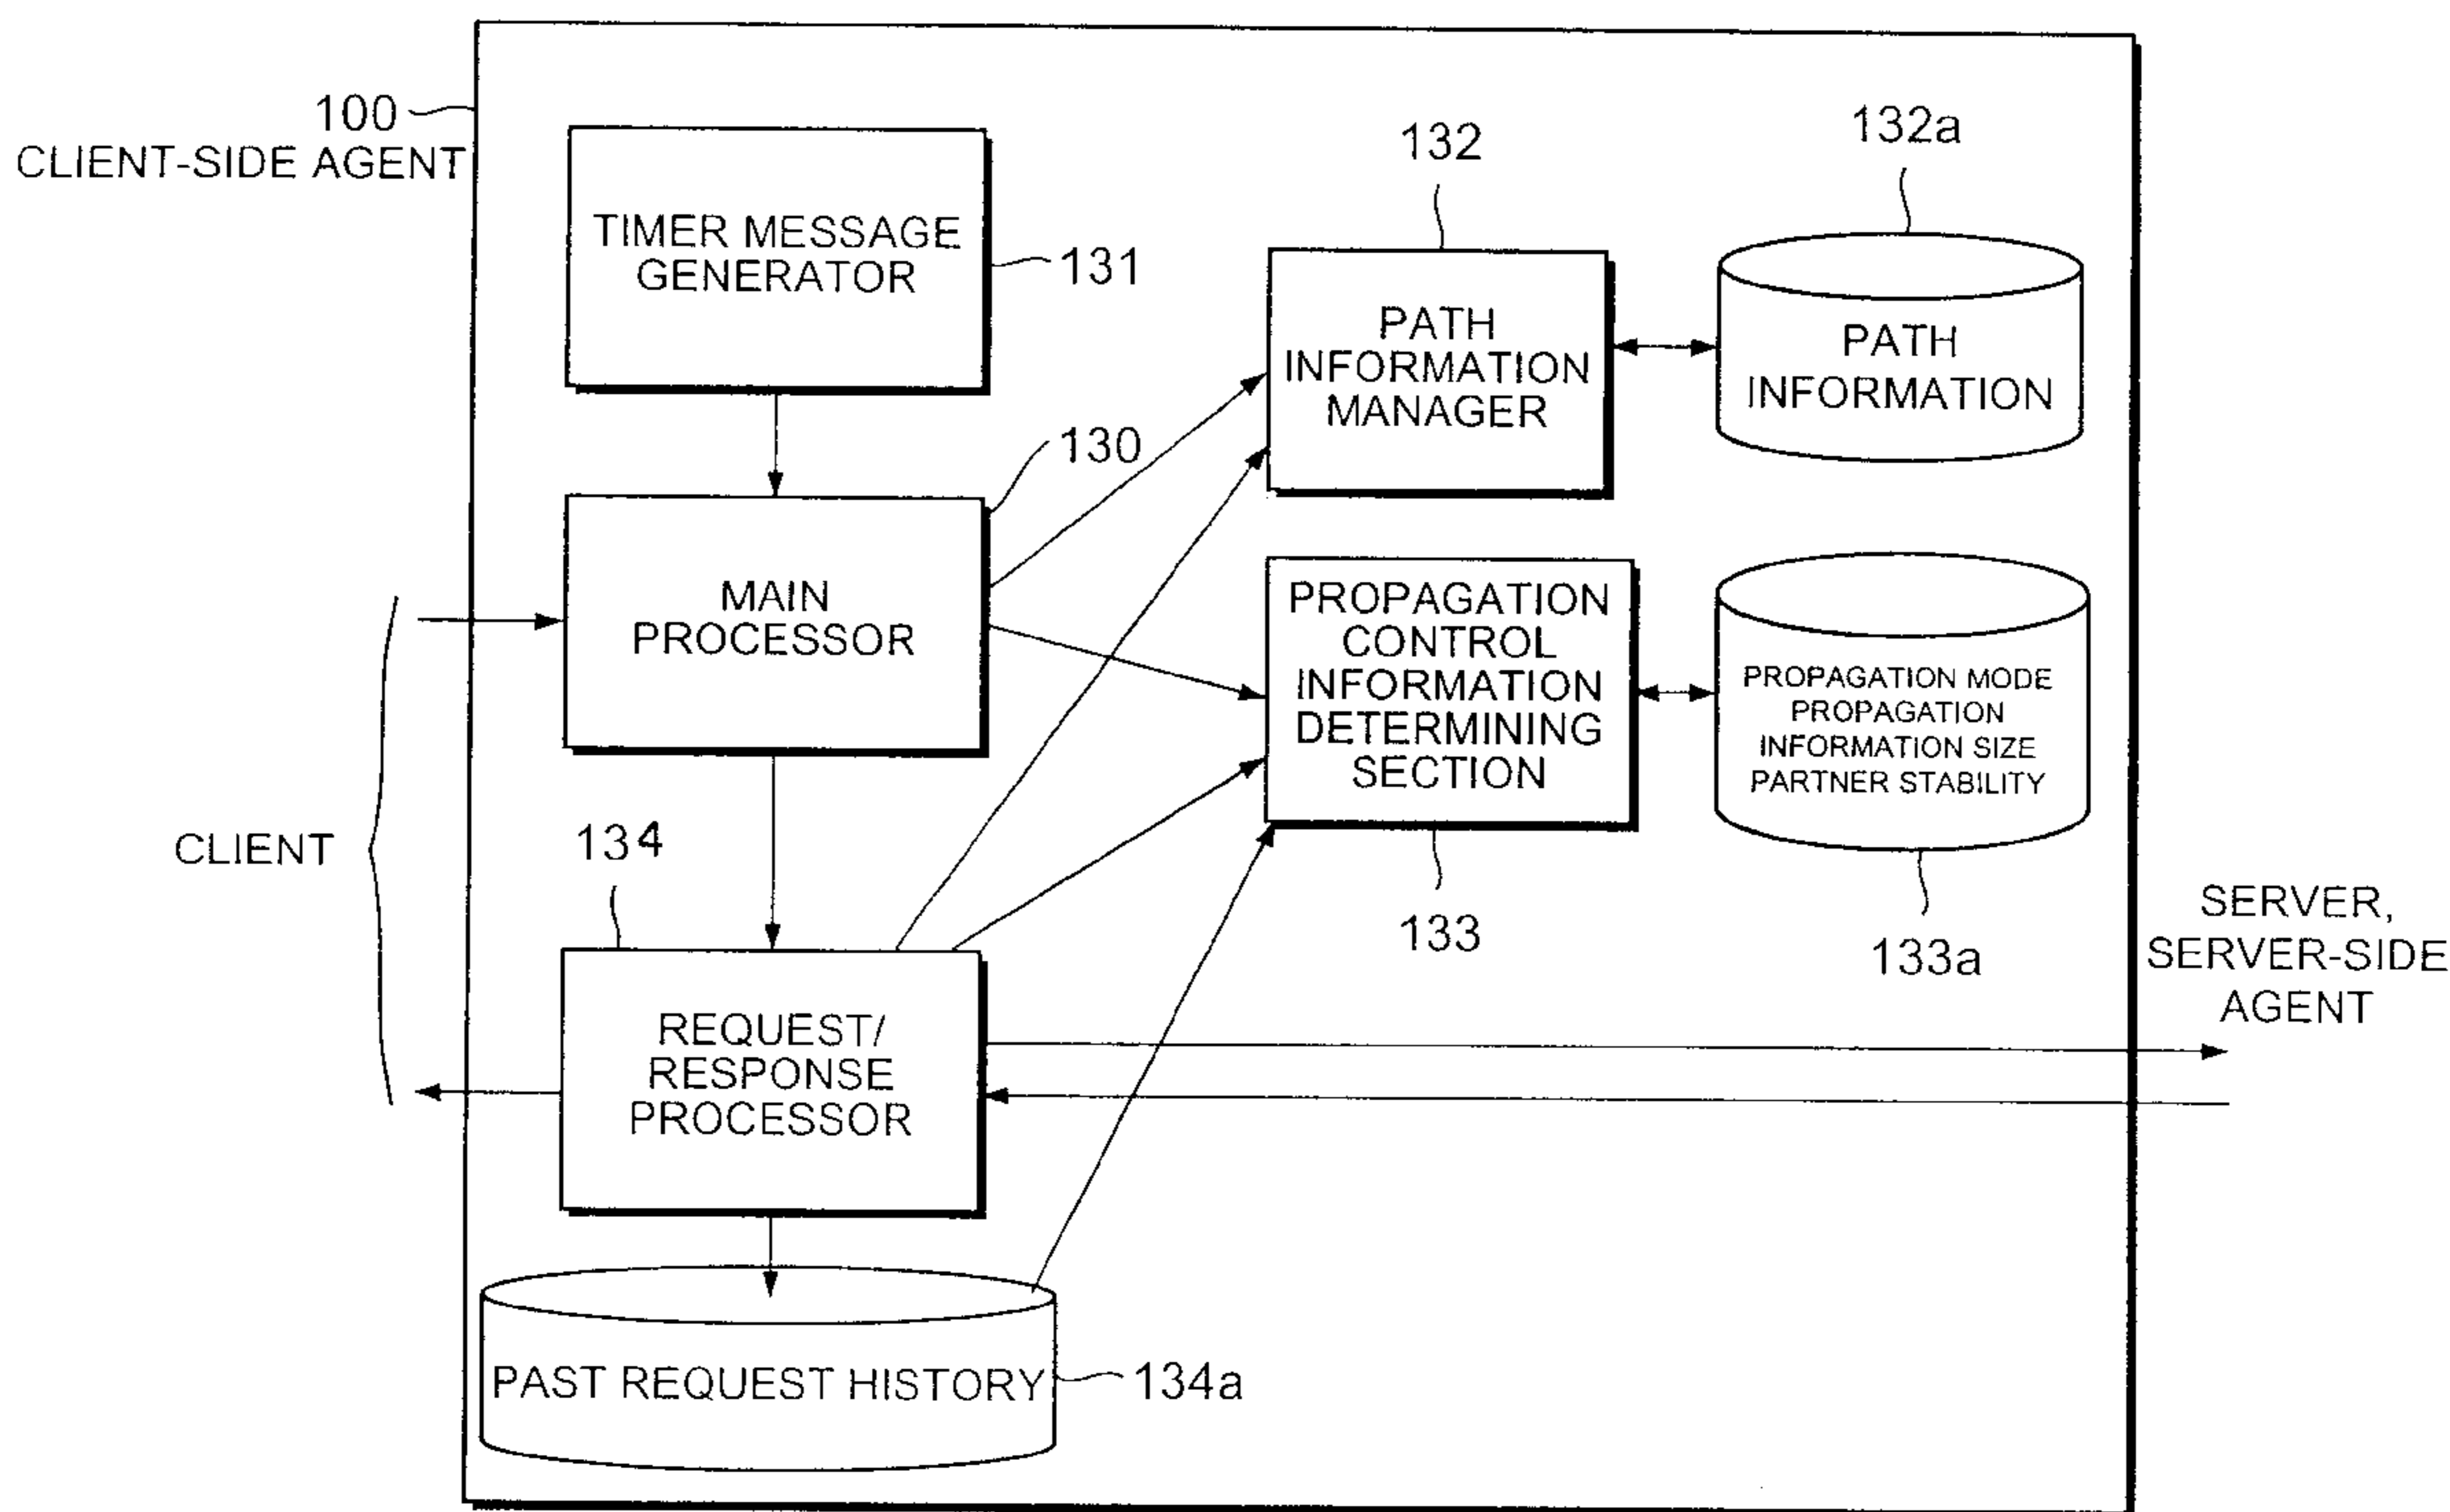 100
CLIENT-SIDE AGENT
TIMER MESSAGE
GENERATOR
131
132
132a
PATH
INFORMATION
MANAGER
PATH
INFORMATION
130
MAIN
PROCESSOR
PROPAGATION
CONTROL
INFORMATION
DETERMINING
SECTION
PROPAGATION MODE
PROPAGATION
INFORMATION SIZE
PARTNER STABILITY
CLIENT
134
133
133a
SERVER,
SERVER-SIDE
AGENT
REQUEST/
RESPONSE
PROCESSOR
PAST REQUEST HISTORY
134a